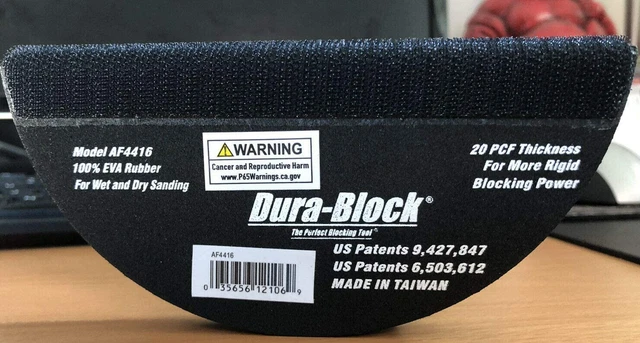 Model AF4416
100% EVA Rubber
For Wet and Dry Sanding
WARNING
Cancer and Reproductive Harm
www.P65Warnings.ca.gov
20 PCF Thickness
For More Rigid
Blocking Power
Dura-Block®
The Perfect Blocking Tool
US Patents 9,427,847
US Patents 6,503,612
MADE IN TAIWAN
AF4416
0 35656 12106 9